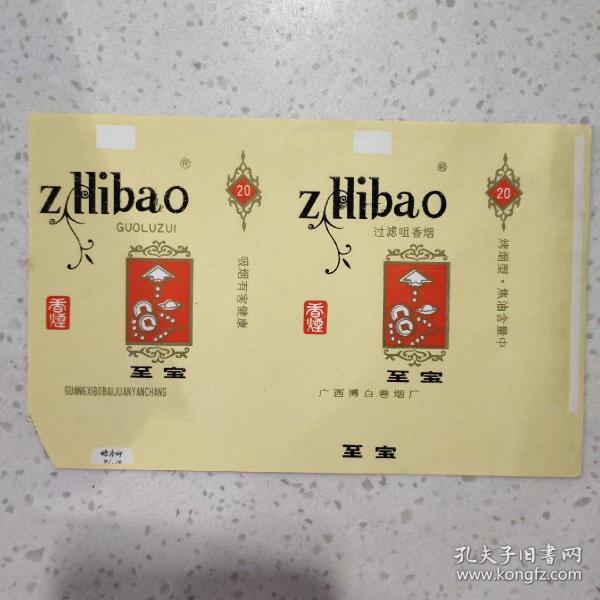 ®
zHibao
GUOLUZUI
20
吸烟有害健康
香煙
至宝
GUANGXIBOBAIJUANYANCHANG
91.10
®
zHibao
过滤咀香烟
20
烤烟型·焦油含量中
香煙
至宝
广西博白卷烟厂
至宝
孔夫子旧书网
www.kongfz.com